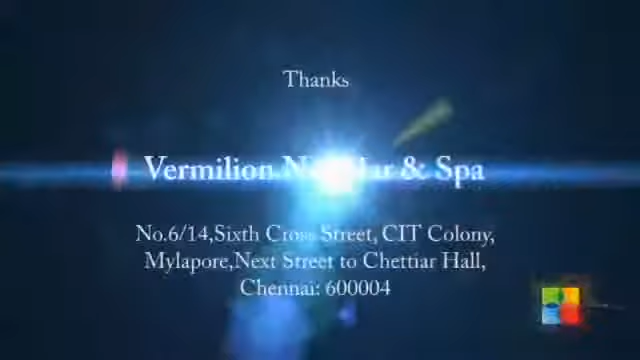 Thanks
Vermilion & Spa
No.6/14,Sixth Cross Street, CIT Colony,
Mylapore,Next Street to Chettiar Hall,
Chennai: 600004